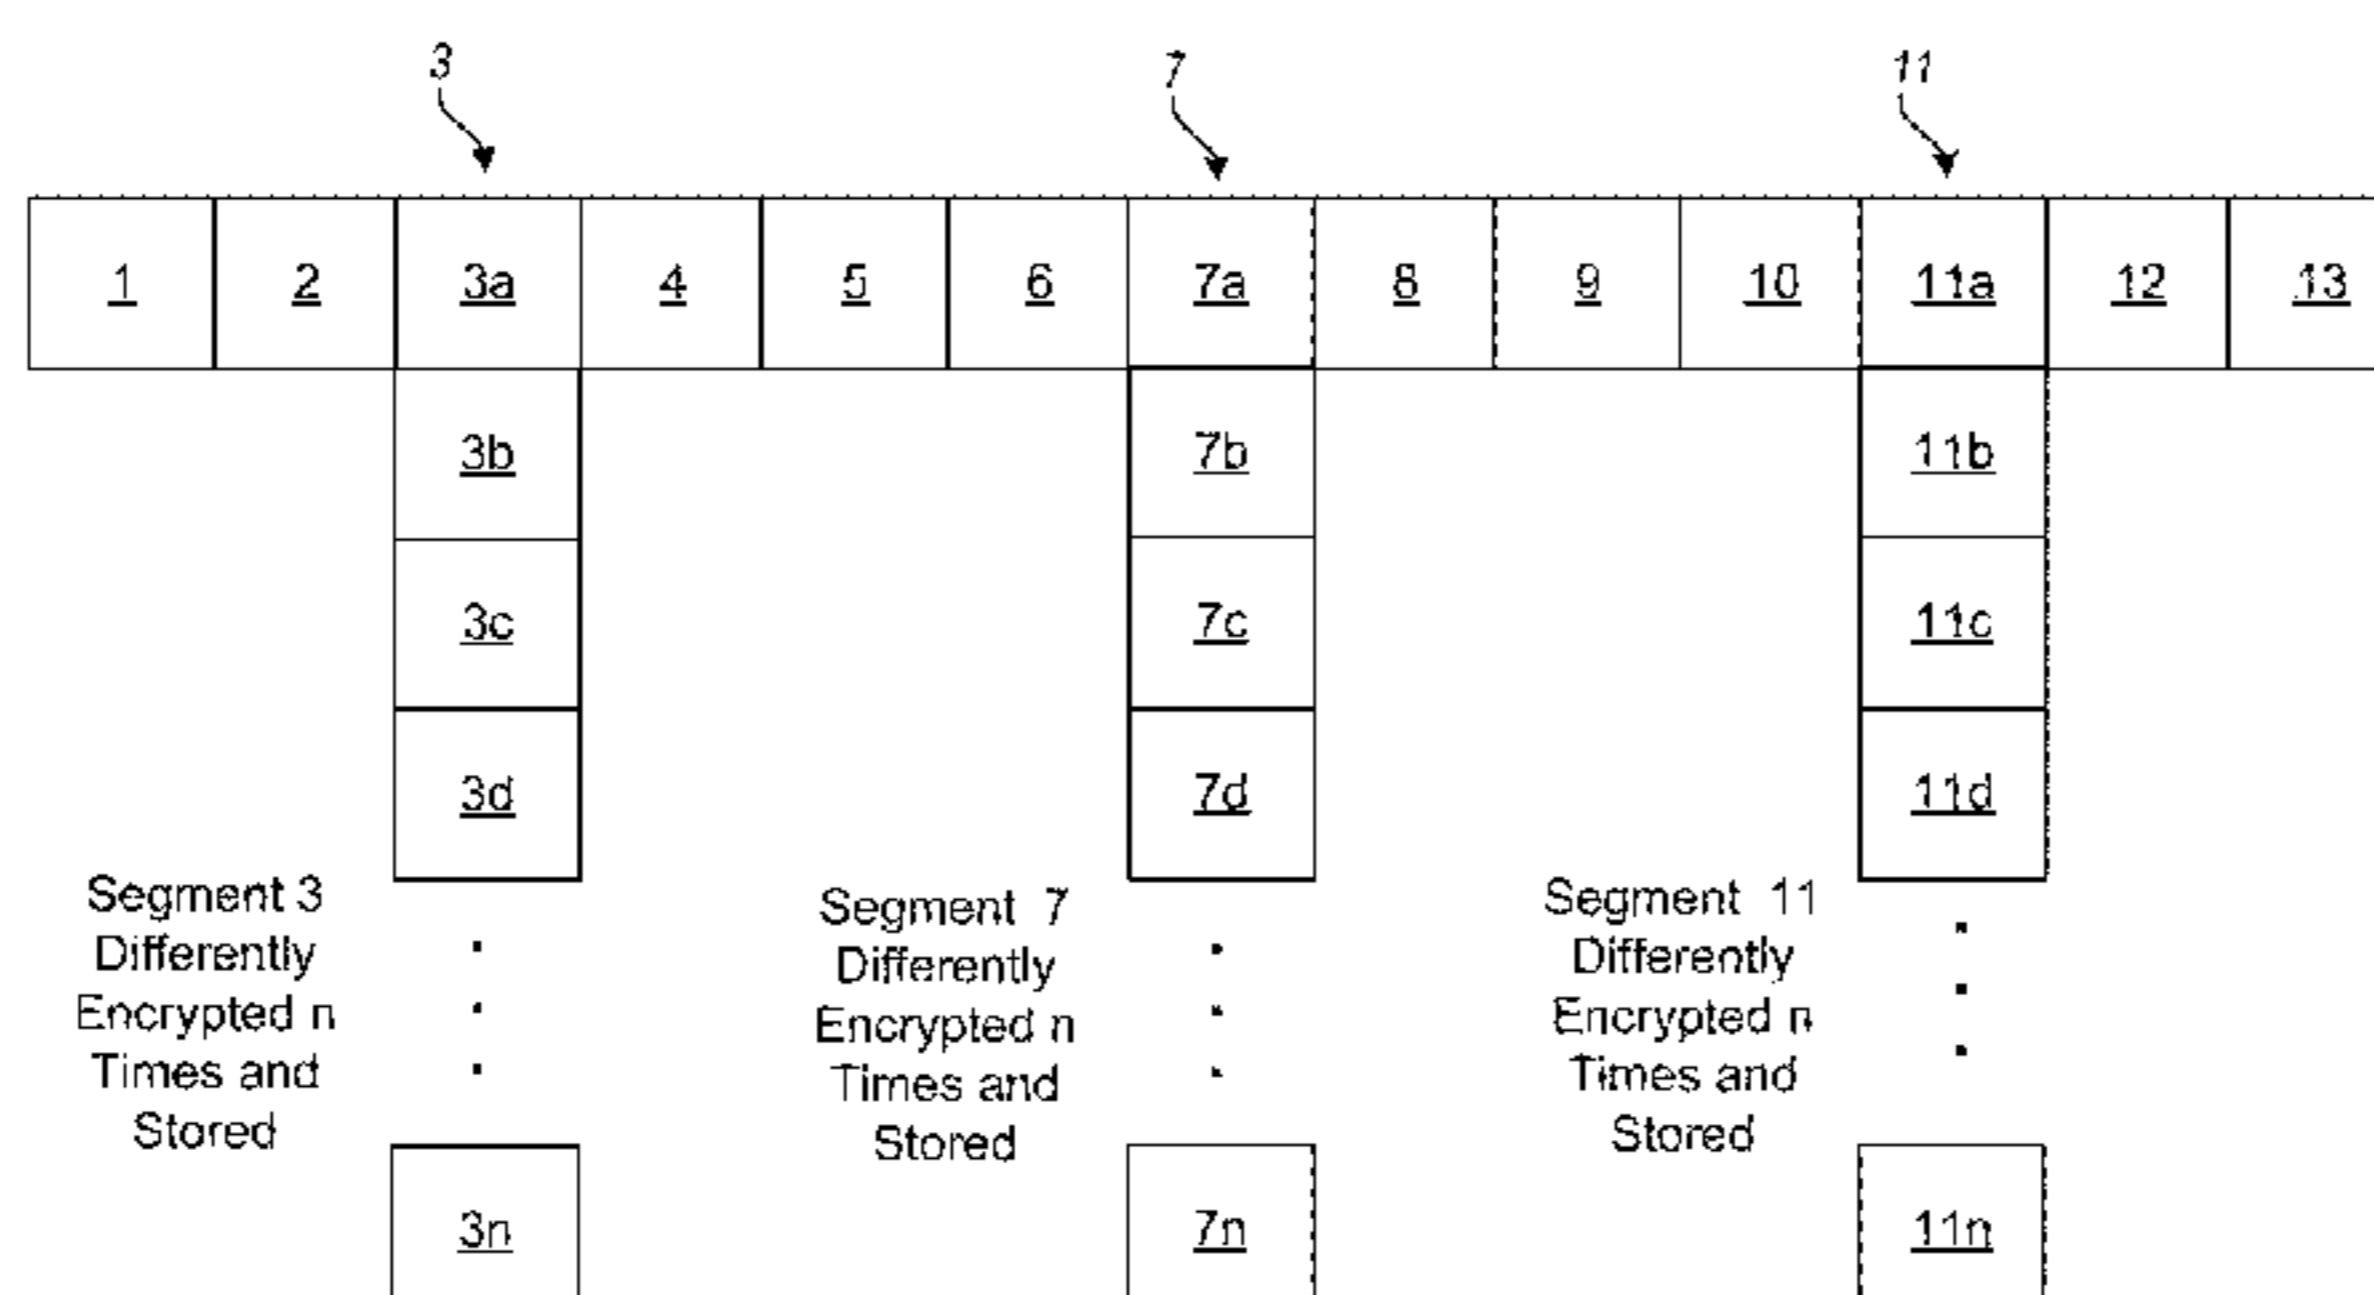 3 7 11
1 2 3a 4 5 6 7a 8 9 10 11a 12 13
3b 7b 11b
3c 7c 11c
3d 7d 11d
Segment 3
Differently
Encrypted n
Times and
Stored
Segment 7
Differently
Encrypted n
Times and
Stored
Segment 11
Differently
Encrypted n
Times and
Stored
3n 7n 11n